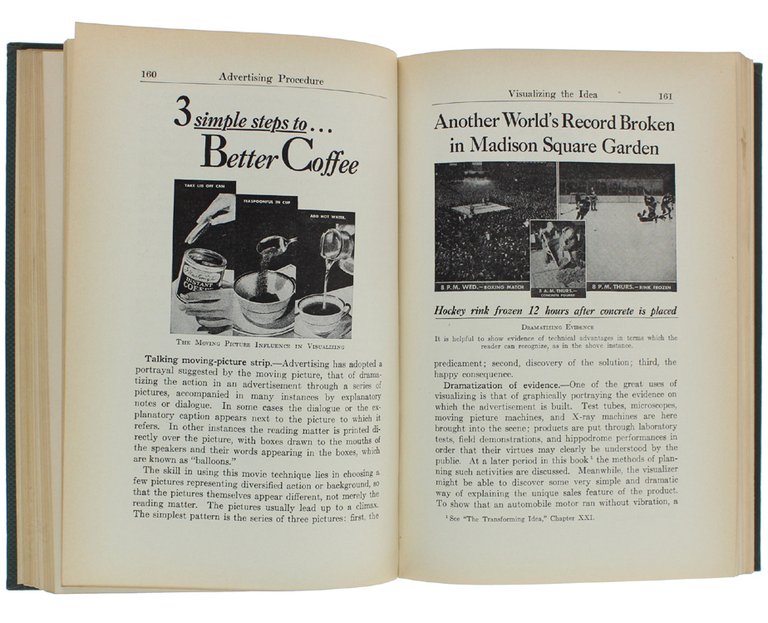 160 Advertising Procedure
3 simple steps to...
Better Coffee
TAKE LID OFF CAN
TEASPOONFUL IN CUP
ADD HOT WATER
INSTANT
COFFEE
THE MOVING PICTURE INFLUENCE IN VISUALIZING
Talking moving-picture strip.—Advertising has adopted a
portrayal suggested by the moving picture, that of drama-
tizing the action in an advertisement through a series of
pictures, accompanied in many instances by explanatory
notes or dialogue. In some cases the dialogue or the ex-
planatory caption appears next to the picture to which it
refers. In other instances the reading matter is printed di-
rectly over the picture, with boxes drawn to the mouths of
the speakers and their words appearing in the boxes, which
are known as "balloons."
The skill in using this movie technique lies in choosing a
few pictures representing diversified action or background, so
that the pictures themselves appear different, not merely the
reading matter. The pictures usually lead up to a climax.
The simplest pattern is the series of three pictures: first, the
Visualizing the Idea 161
Another World's Record Broken
in Madison Square Garden
8 P.M. WED.—BOXING MATCH
8 A.M. THURS.—
CONCRETE POURED
8 P.M. THURS.—RINK FROZEN
Hockey rink frozen 12 hours after concrete is placed
DRAMATIZING EVIDENCE
It is helpful to show evidence of technical advantages in terms which the
reader can recognize, as in the above instance.
predicament; second, discovery of the solution; third, the
happy consequence.
Dramatization of evidence.—One of the great uses of
visualizing is that of graphically portraying the evidence on
which the advertisement is built. Test tubes, microscopes,
moving picture machines, and X-ray machines are here
brought into the scene; products are put through laboratory
tests, field demonstrations, and hippodrome performances in
order that their virtues may clearly be understood by the
public. At a later period in this book¹ the methods of plan-
ning such activities are discussed. Meanwhile, the visualizer
might be able to discover some very simple and dramatic
way of explaining the unique sales feature of the product.
To show that an automobile motor ran without vibration, a
¹ See "The Transforming Idea," Chapter XXI.